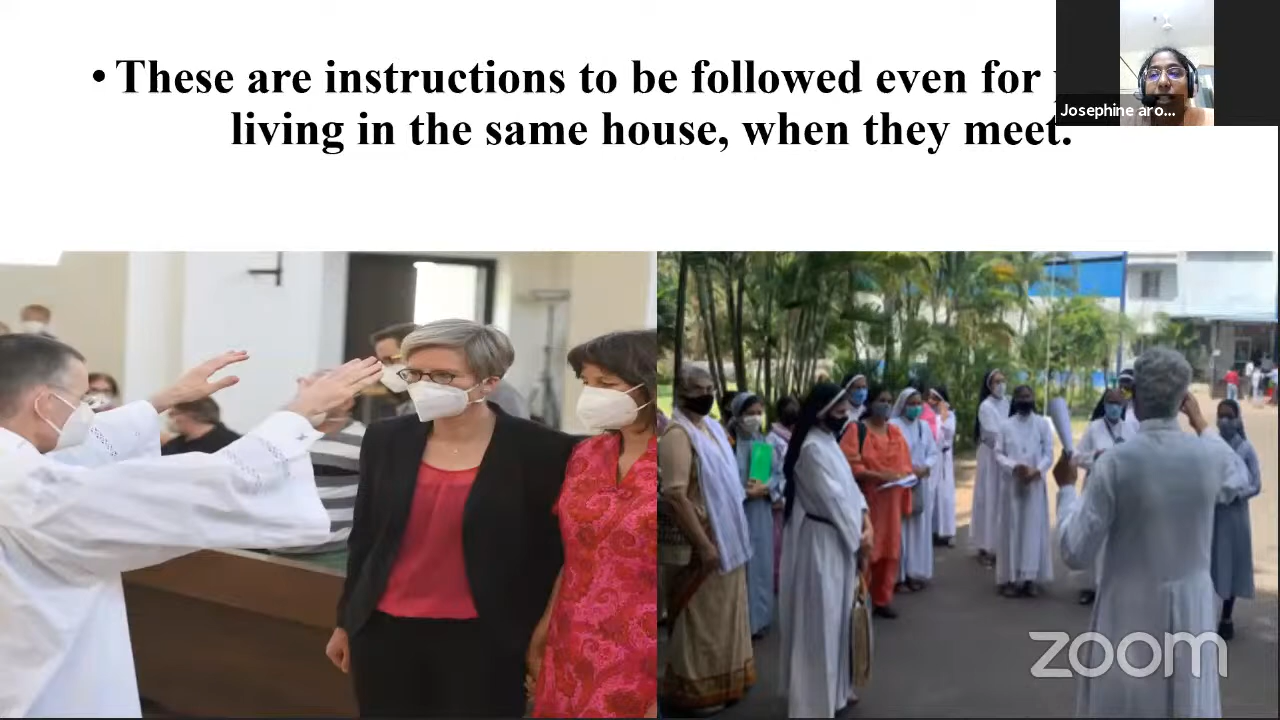 • These are instructions to be followed even for
living in the same house, when they meet.
Josephine aro...
zoom